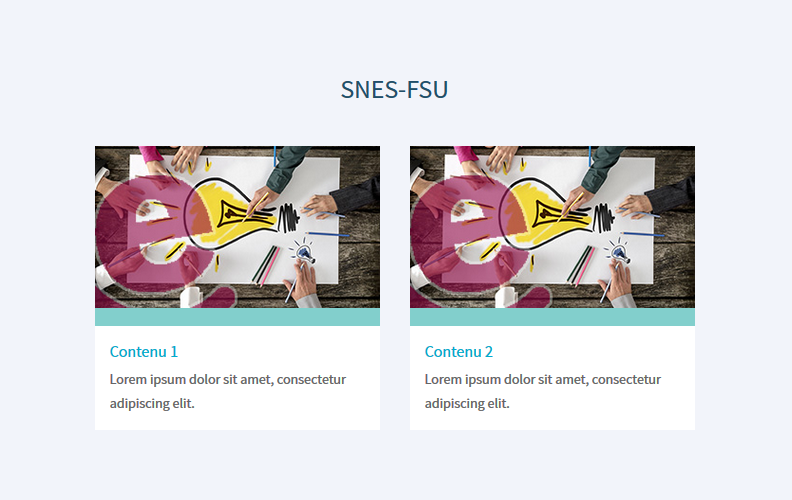 SNES-FSU
Contenu 1
Lorem ipsum dolor sit amet, consectetur
adipiscing elit.
Contenu 2
Lorem ipsum dolor sit amet, consectetur
adipiscing elit.